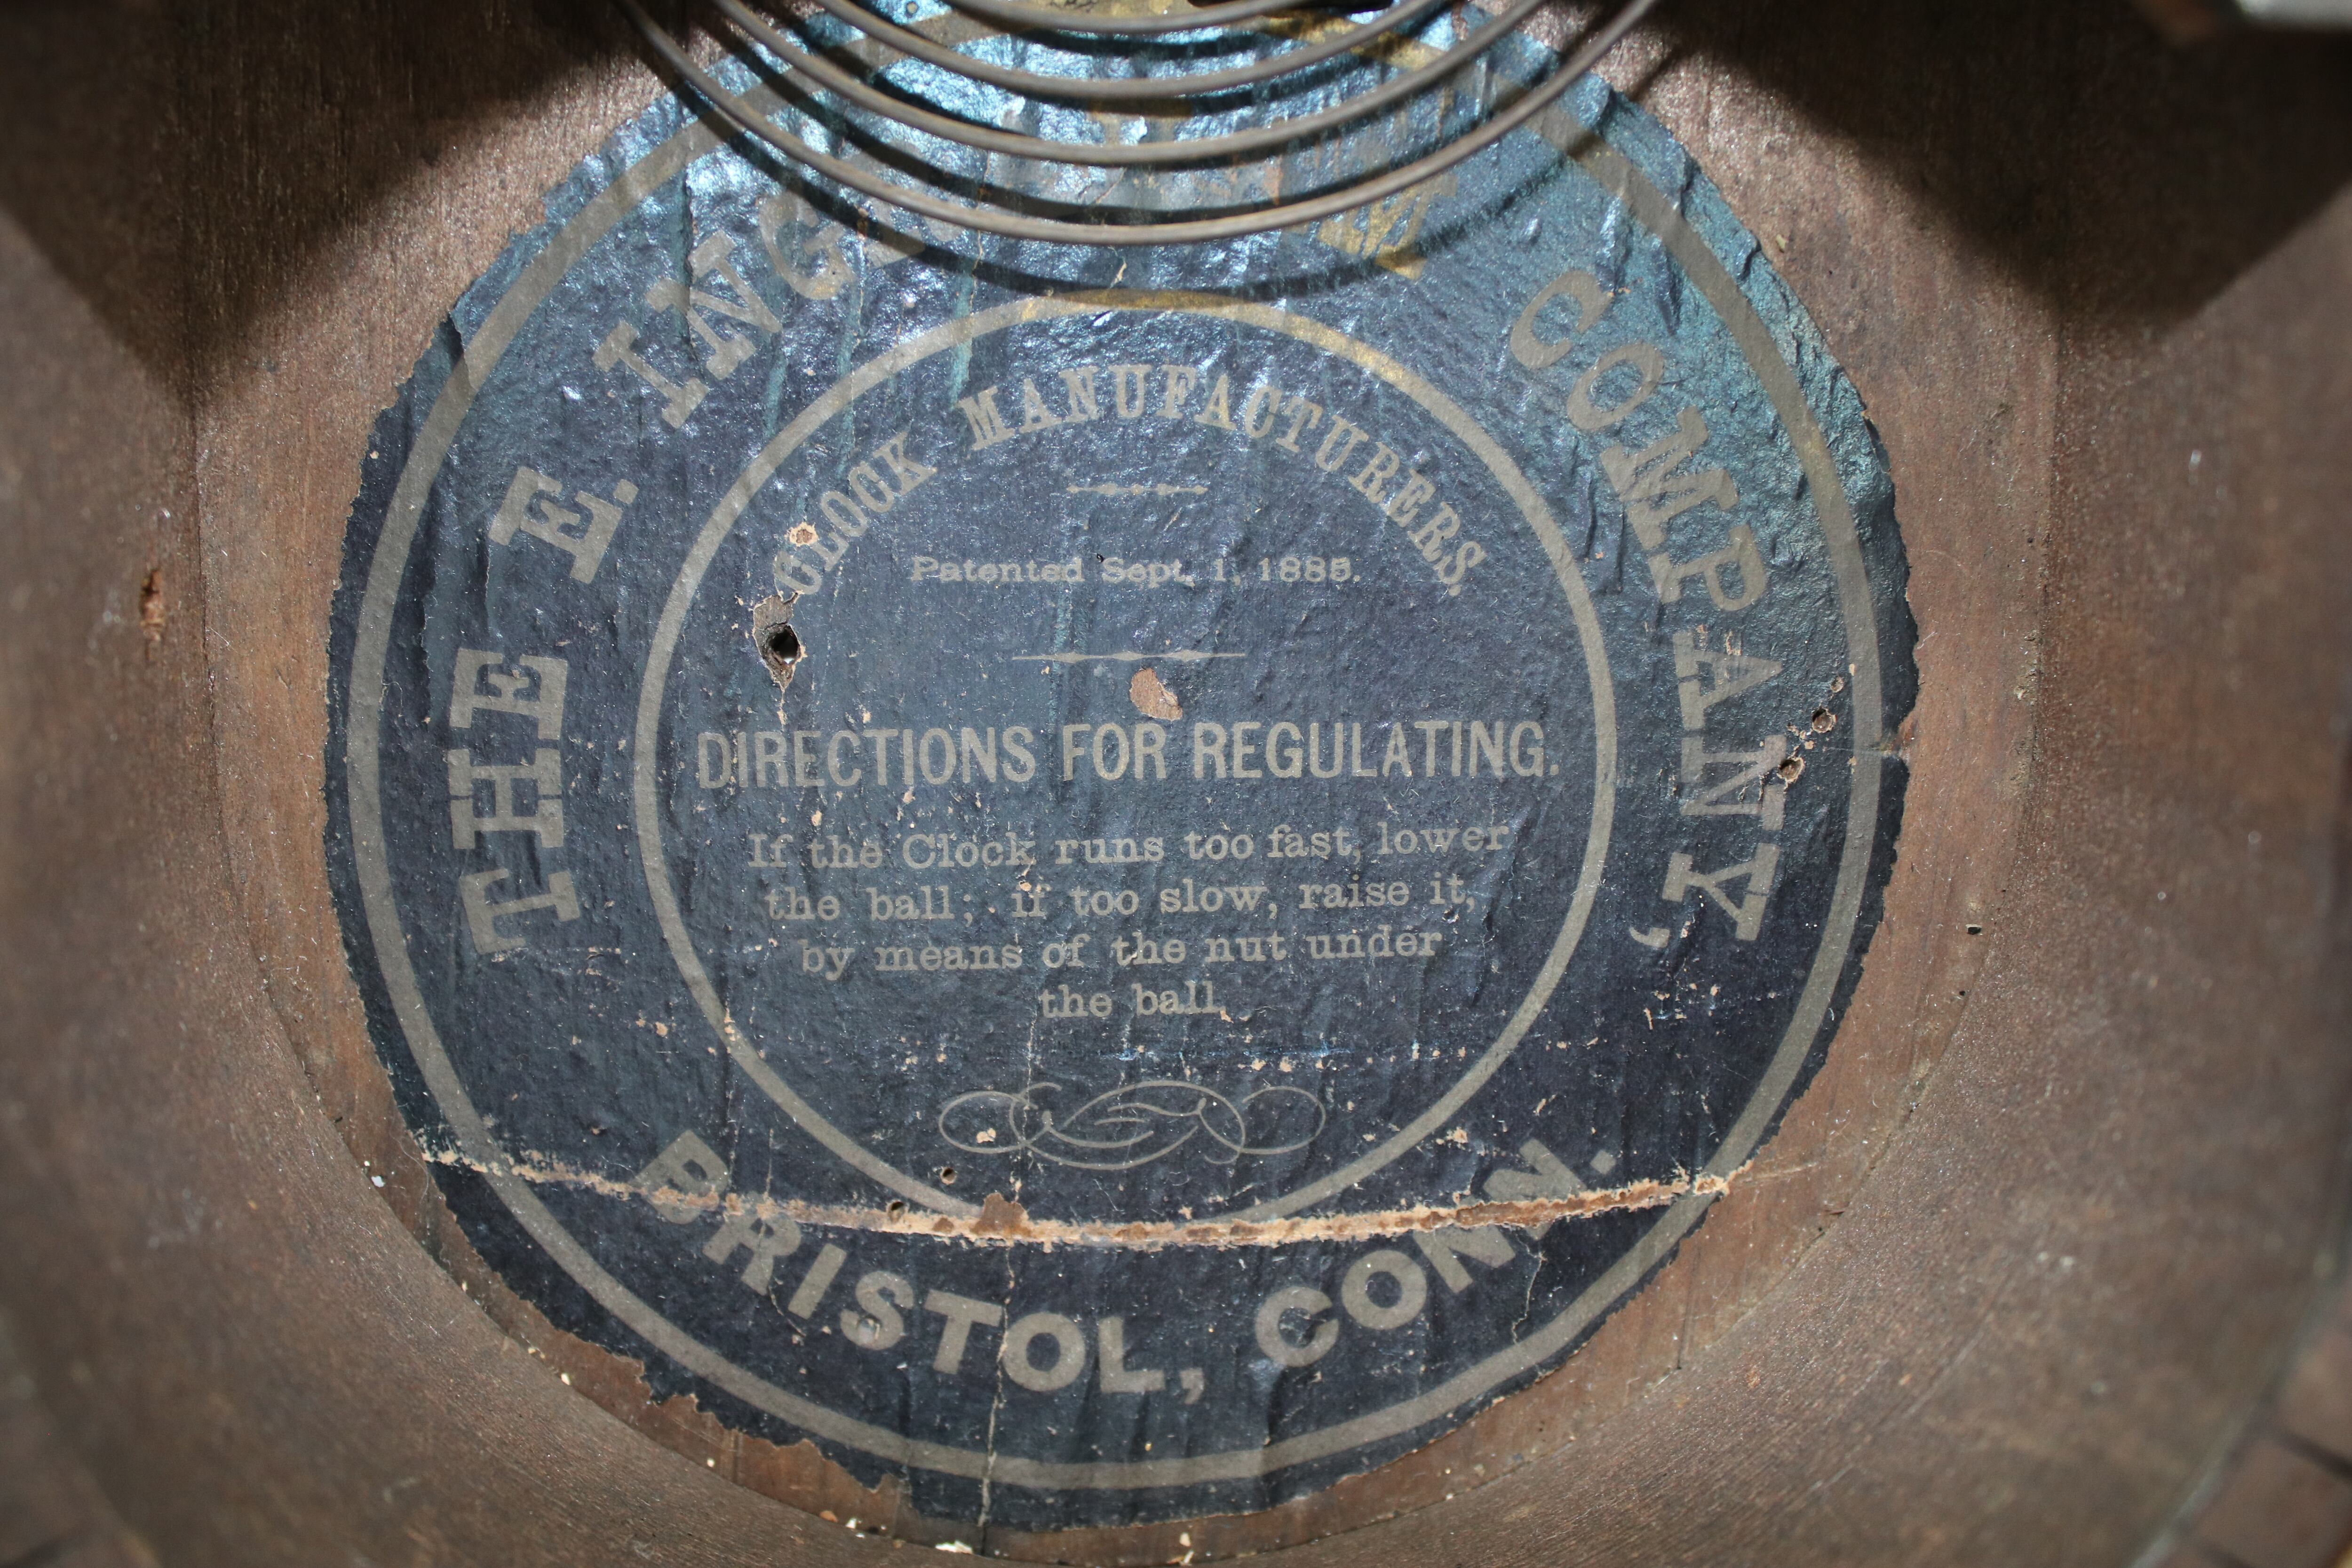 THE E. COMPANY,
CLOCK MANUFACTURERS.
Patented Sept. 1, 1885.
DIRECTIONS FOR REGULATING.
If the Clock runs too fast, lower
the ball; if too slow, raise it,
by means of the nut under
the ball.
BRISTOL, CONN.